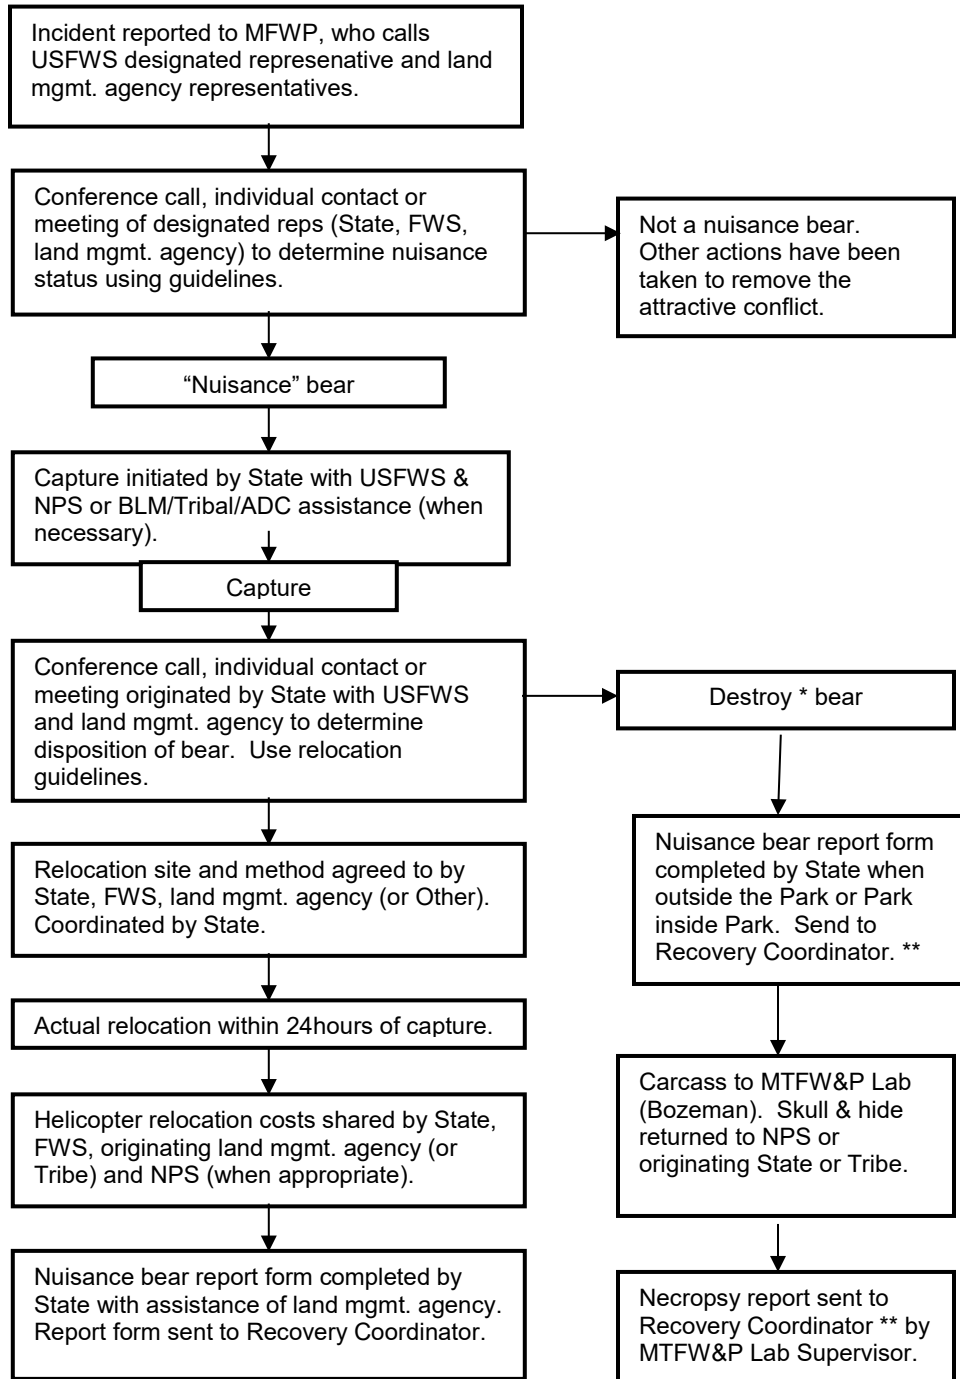 Incident reported to MFWP, who calls
USFWS designated represenative and land
mgmt. agency representatives.
Conference call, individual contact or
meeting of designated reps (State, FWS,
land mgmt. agency) to determine nuisance
status using guidelines.
Not a nuisance bear.
Other actions have been
taken to remove the
attractive conflict.
“Nuisance” bear
Capture initiated by State with USFWS &
NPS or BLM/Tribal/ADC assistance (when
necessary).
Capture
Conference call, individual contact or
meeting originated by State with USFWS
and land mgmt. agency to determine
disposition of bear.  Use relocation
guidelines.
Destroy * bear
Relocation site and method agreed to by
State, FWS, land mgmt. agency (or Other).
Coordinated by State.
Actual relocation within 24hours of capture.
Helicopter relocation costs shared by State,
FWS, originating land mgmt. agency (or
Tribe) and NPS (when appropriate).
Nuisance bear report form completed by
State with assistance of land mgmt. agency.
Report form sent to Recovery Coordinator.
Nuisance bear report form
completed by State when
outside the Park or Park
inside Park.  Send to
Recovery Coordinator. **
Carcass to MTFW&P Lab
(Bozeman).  Skull & hide
returned to NPS or
originating State or Tribe.
Necropsy report sent to
Recovery Coordinator ** by
MTFW&P Lab Supervisor.